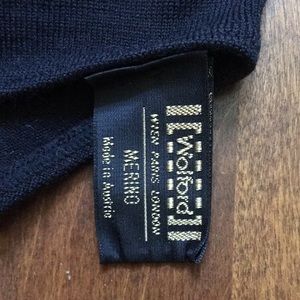 Wolford
WIEN PARIS LONDON
MERINO
Made in Austria